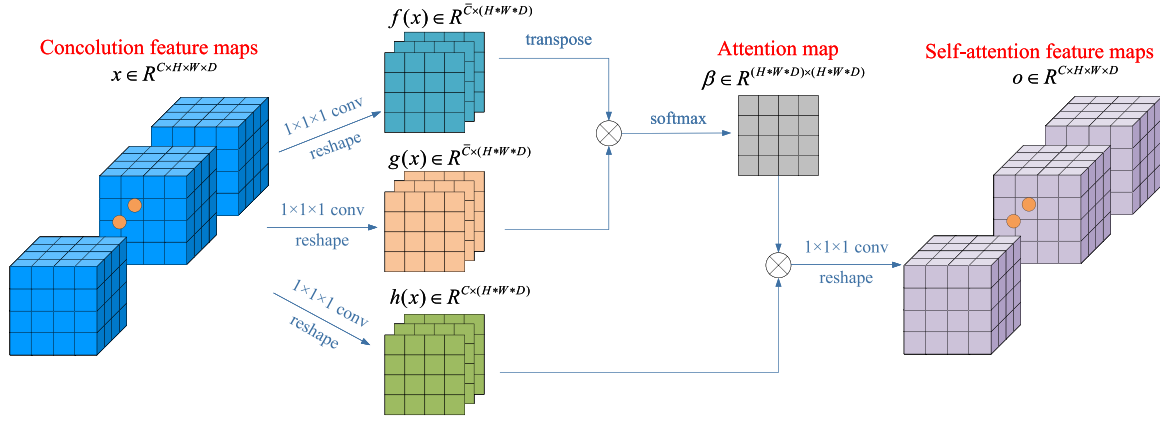 Concolution feature maps
x ∈ R^{C×H×W×D}
1×1×1 conv
reshape
f(x) ∈ R^{C̄×(H*W*D)}
transpose
1×1×1 conv
reshape
g(x) ∈ R^{C̄×(H*W*D)}
1×1×1 conv
reshape
h(x) ∈ R^{C×(H*W*D)}
softmax
Attention map
β ∈ R^{(H*W*D)×(H*W*D)}
1×1×1 conv
reshape
Self-attention feature maps
o ∈ R^{C×H×W×D}